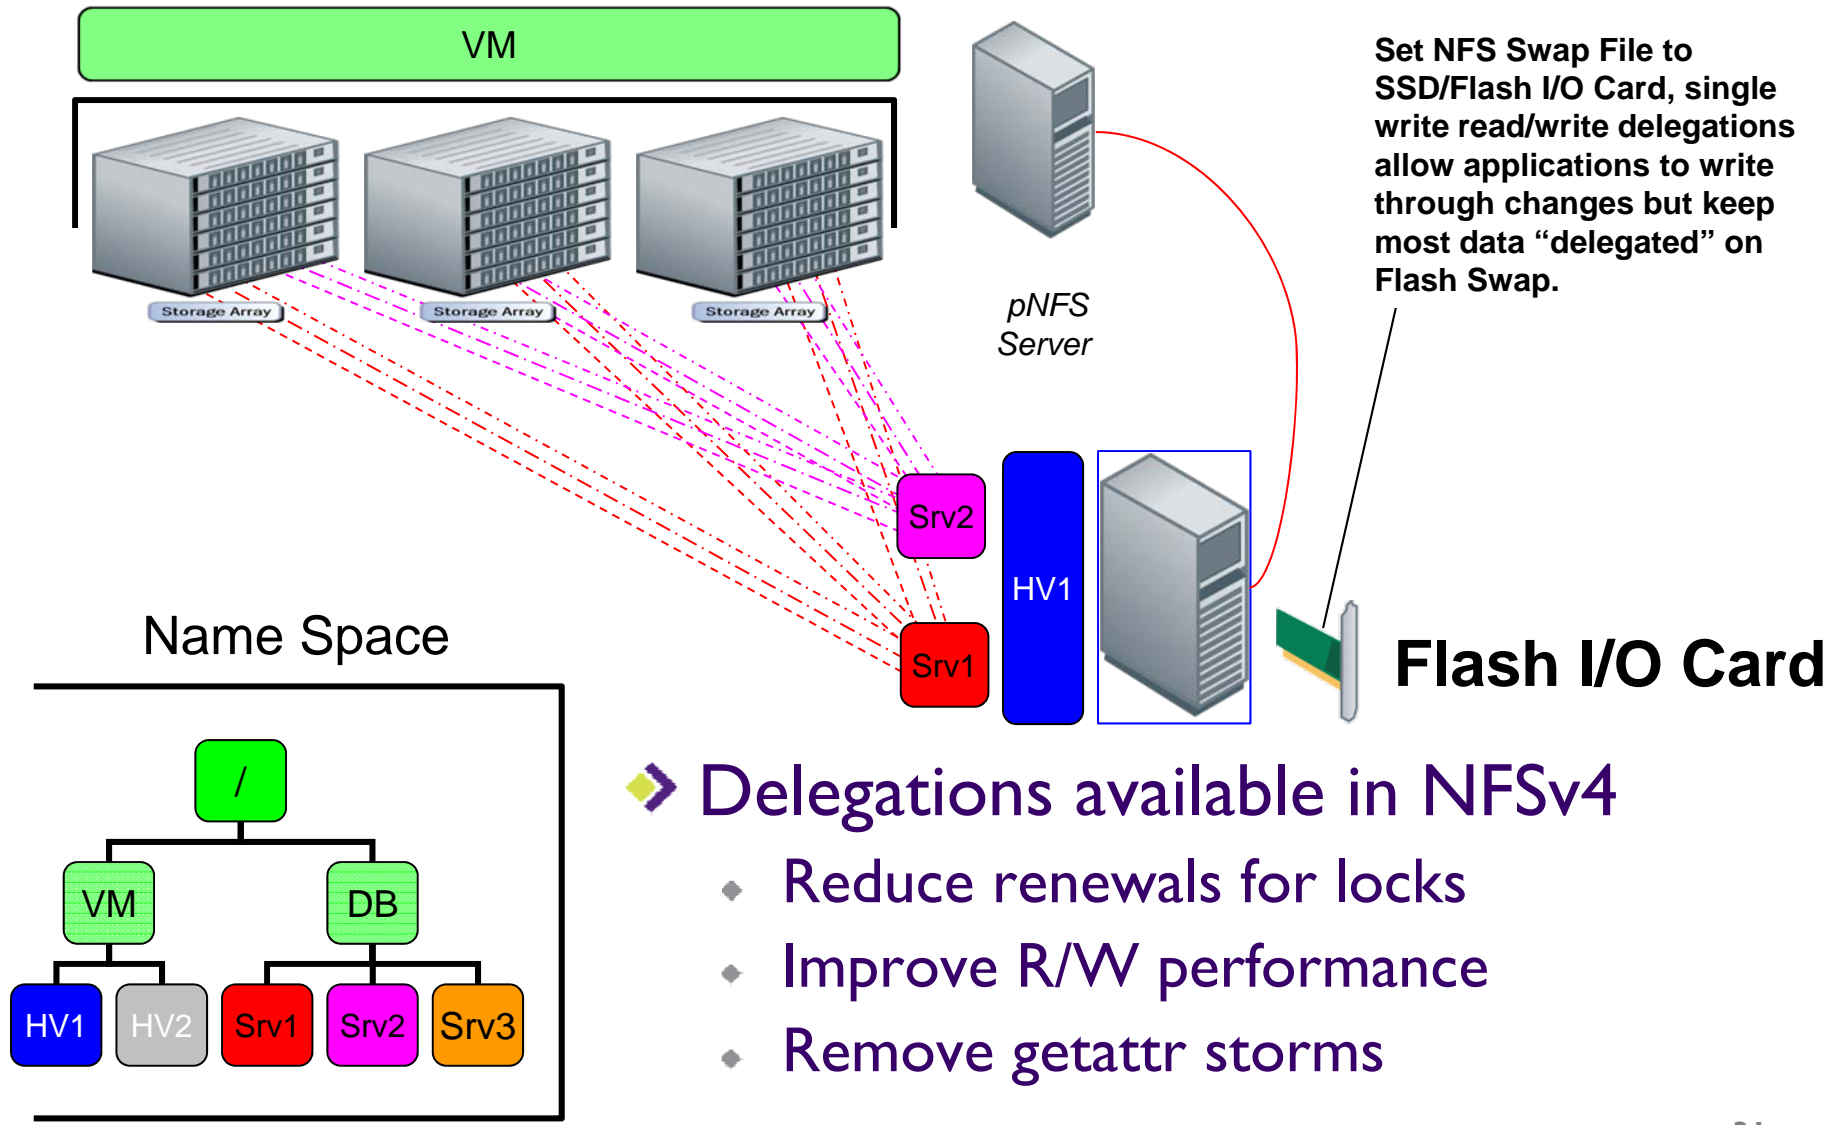 VM
Set NFS Swap File to
SSD/Flash I/O Card, single
write read/write delegations
allow applications to write
through changes but keep
most data “delegated” on
Flash Swap.
Storage Array
Storage Array
Storage Array
pNFS
Server
Srv2
HV1
Srv1
Flash I/O Card
Name Space
/
VM
DB
HV1
HV2
Srv1
Srv2
Srv3
Delegations available in NFSv4
Reduce renewals for locks
Improve R/W performance
Remove getattr storms